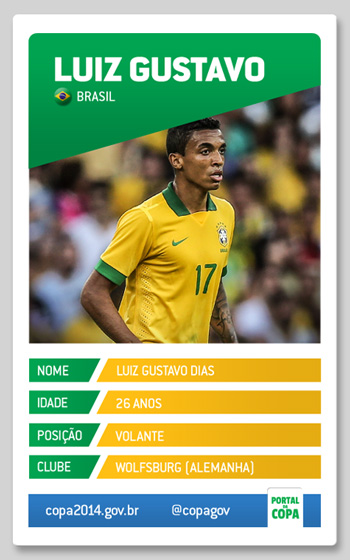 LUIZ GUSTAVO
BRASIL
17
NOME LUIZ GUSTAVO DIAS
IDADE 26 ANOS
POSIÇÃO VOLANTE
CLUBE WOLFSBURG (ALEMANHA)
copa2014.gov.br @copagov
PORTAL
DA
COPA